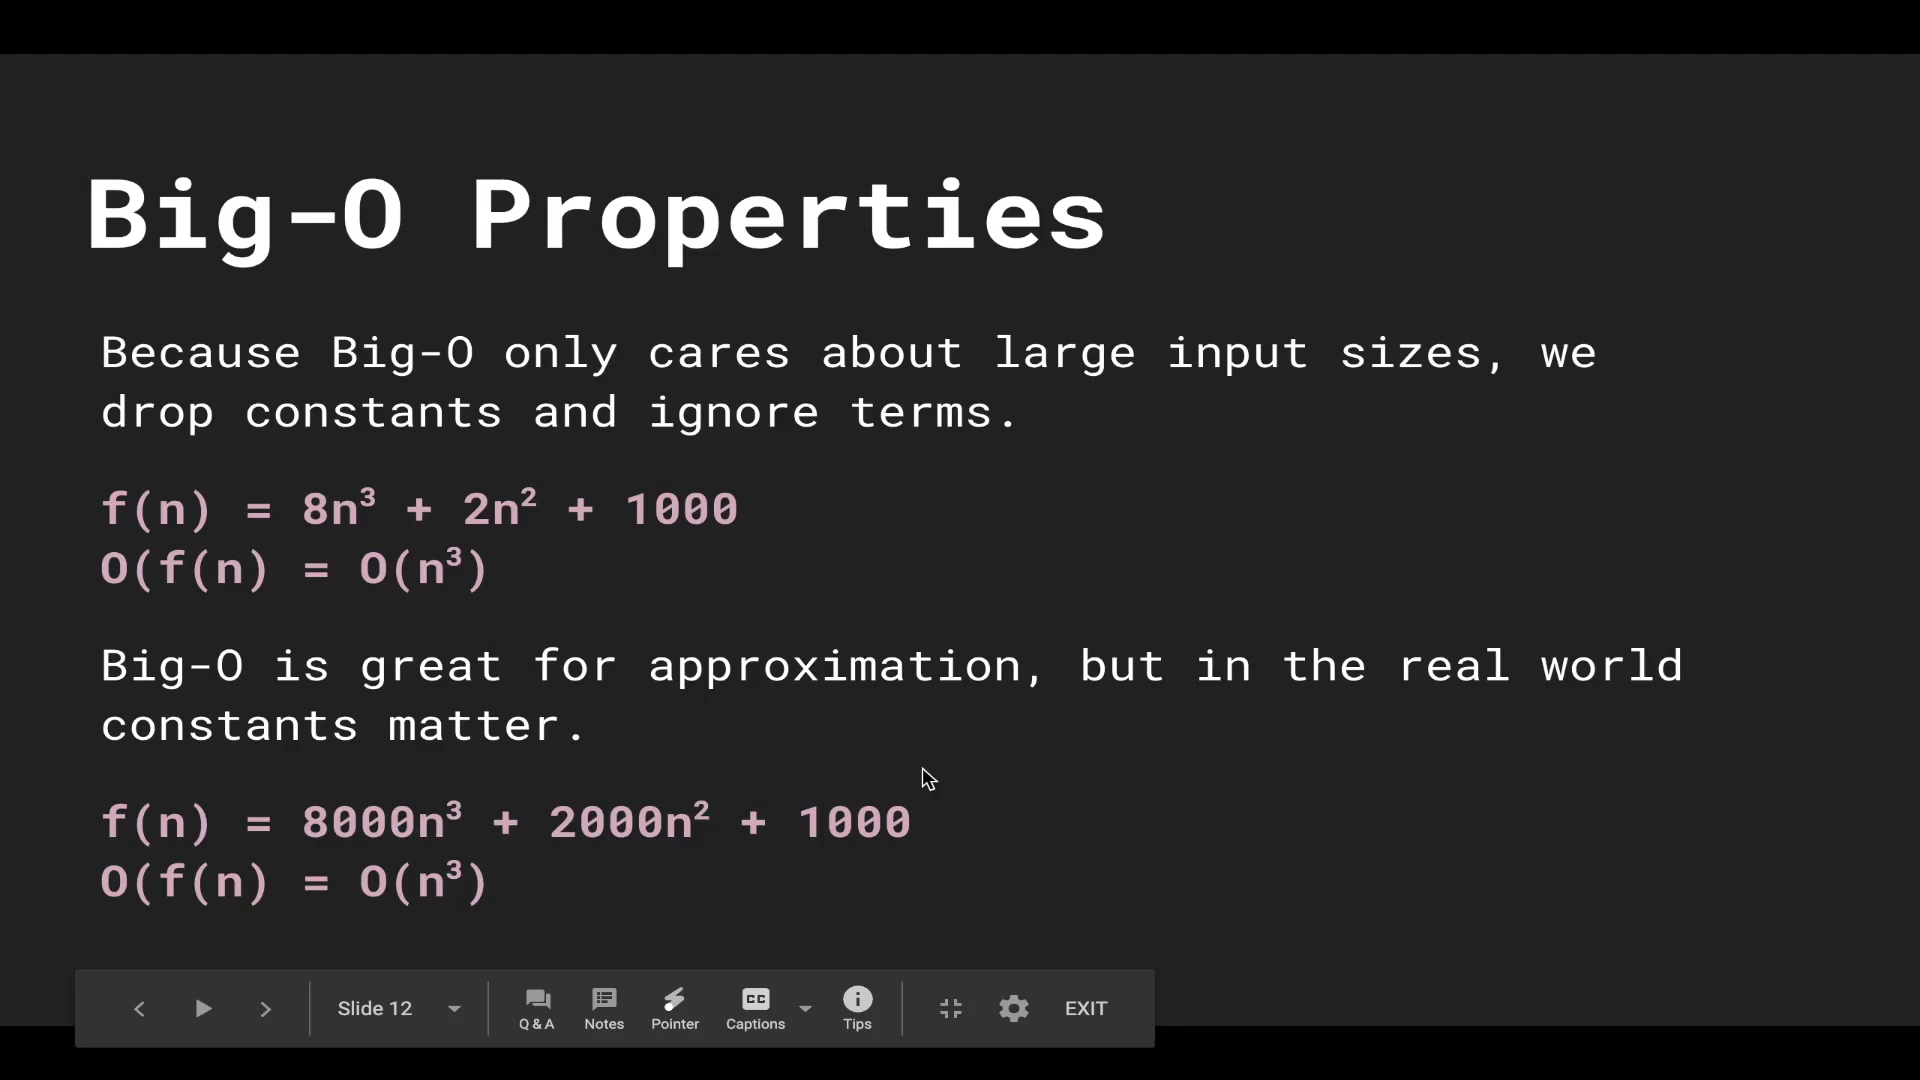 Big-O Properties
Because Big-O only cares about large input sizes, we
drop constants and ignore terms.
f(n) = 8n³ + 2n² + 1000
O(f(n) = O(n³)
Big-O is great for approximation, but in the real world
constants matter.
f(n) = 8000n³ + 2000n² + 1000
O(f(n) = O(n³)
Slide 12
Q & A
Notes
Pointer
CC
Captions
Tips
EXIT